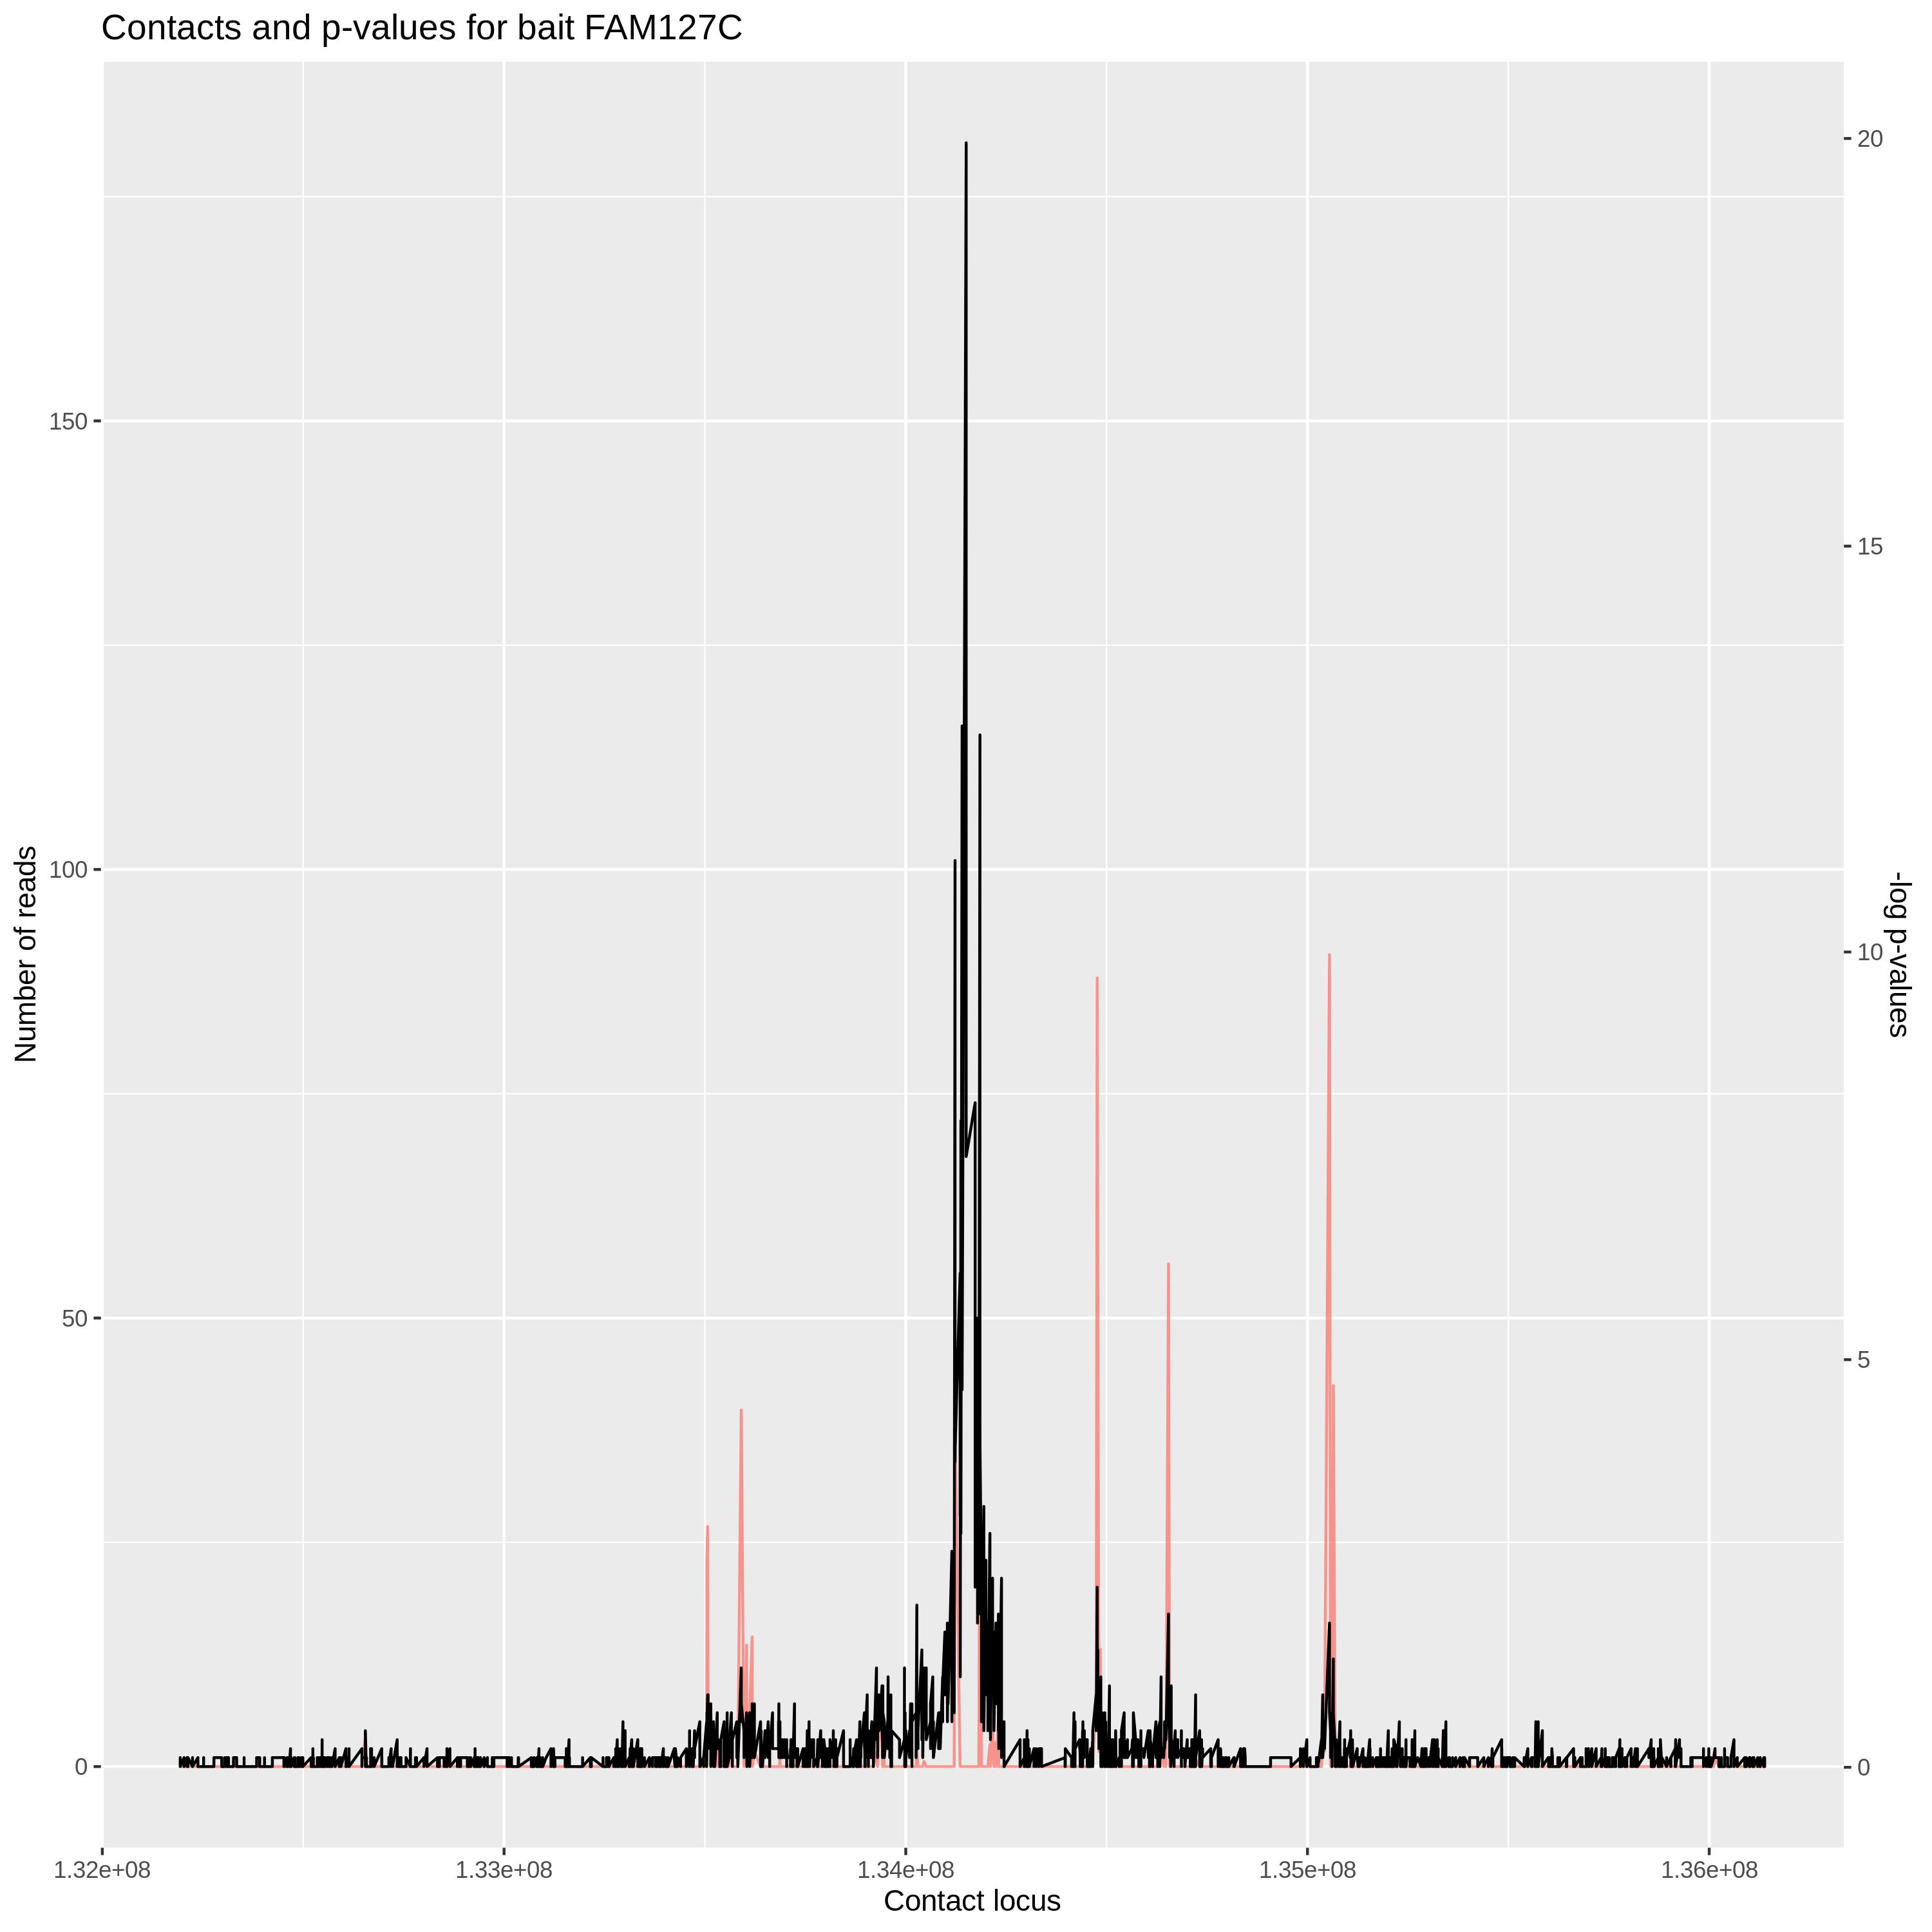 Contacts and p-values for bait FAM127C
20
150
15
100
10
50
5
0
0
Number of reads
-log p-values
1.32e+08
1.33e+08
1.34e+08
1.35e+08
1.36e+08
Contact locus